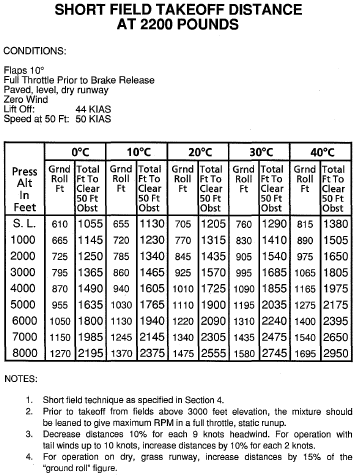 SHORT FIELD TAKEOFF DISTANCE
AT 2200 POUNDS
CONDITIONS:
Flaps 10°
Full Throttle Prior to Brake Release
Paved, level, dry runway
Zero Wind
Lift Off: 44 KIAS
Speed at 50 Ft: 50 KIAS
0°C 10°C 20°C 30°C 40°C
Press Alt In Feet Grnd Roll Ft Total Ft To Clear 50 Ft Obst Grnd Roll Ft Total Ft To Clear 50 Ft Obst Grnd Roll Ft Total Ft To Clear 50 Ft Obst Grnd Roll Ft Total Ft To Clear 50 Ft Obst Grnd Roll Ft Total Ft To Clear 50 Ft Obst
S. L. 610 1055 655 1130 705 1205 760 1290 815 1380
1000 665 1145 720 1230 770 1315 830 1410 890 1505
2000 725 1250 785 1340 845 1435 905 1540 975 1650
3000 795 1365 860 1465 925 1570 995 1685 1065 1805
4000 870 1490 940 1605 1010 1725 1090 1855 1165 1975
5000 955 1635 1030 1765 1110 1900 1195 2035 1275 2175
6000 1050 1800 1130 1940 1220 2090 1310 2240 1400 2395
7000 1150 1985 1245 2145 1340 2305 1435 2475 1540 2650
8000 1270 2195 1370 2375 1475 2555 1580 2745 1695 2950
NOTES:
1. Short field technique as specified in Section 4.
2. Prior to takeoff from fields above 3000 feet elevation, the mixture should
be leaned to give maximum RPM in a full throttle, static runup.
3. Decrease distances 10% for each 9 knots headwind. For operation with
tail winds up to 10 knots, increase distances by 10% for each 2 knots.
4. For operation on dry, grass runway, increase distances by 15% of the
"ground roll" figure.